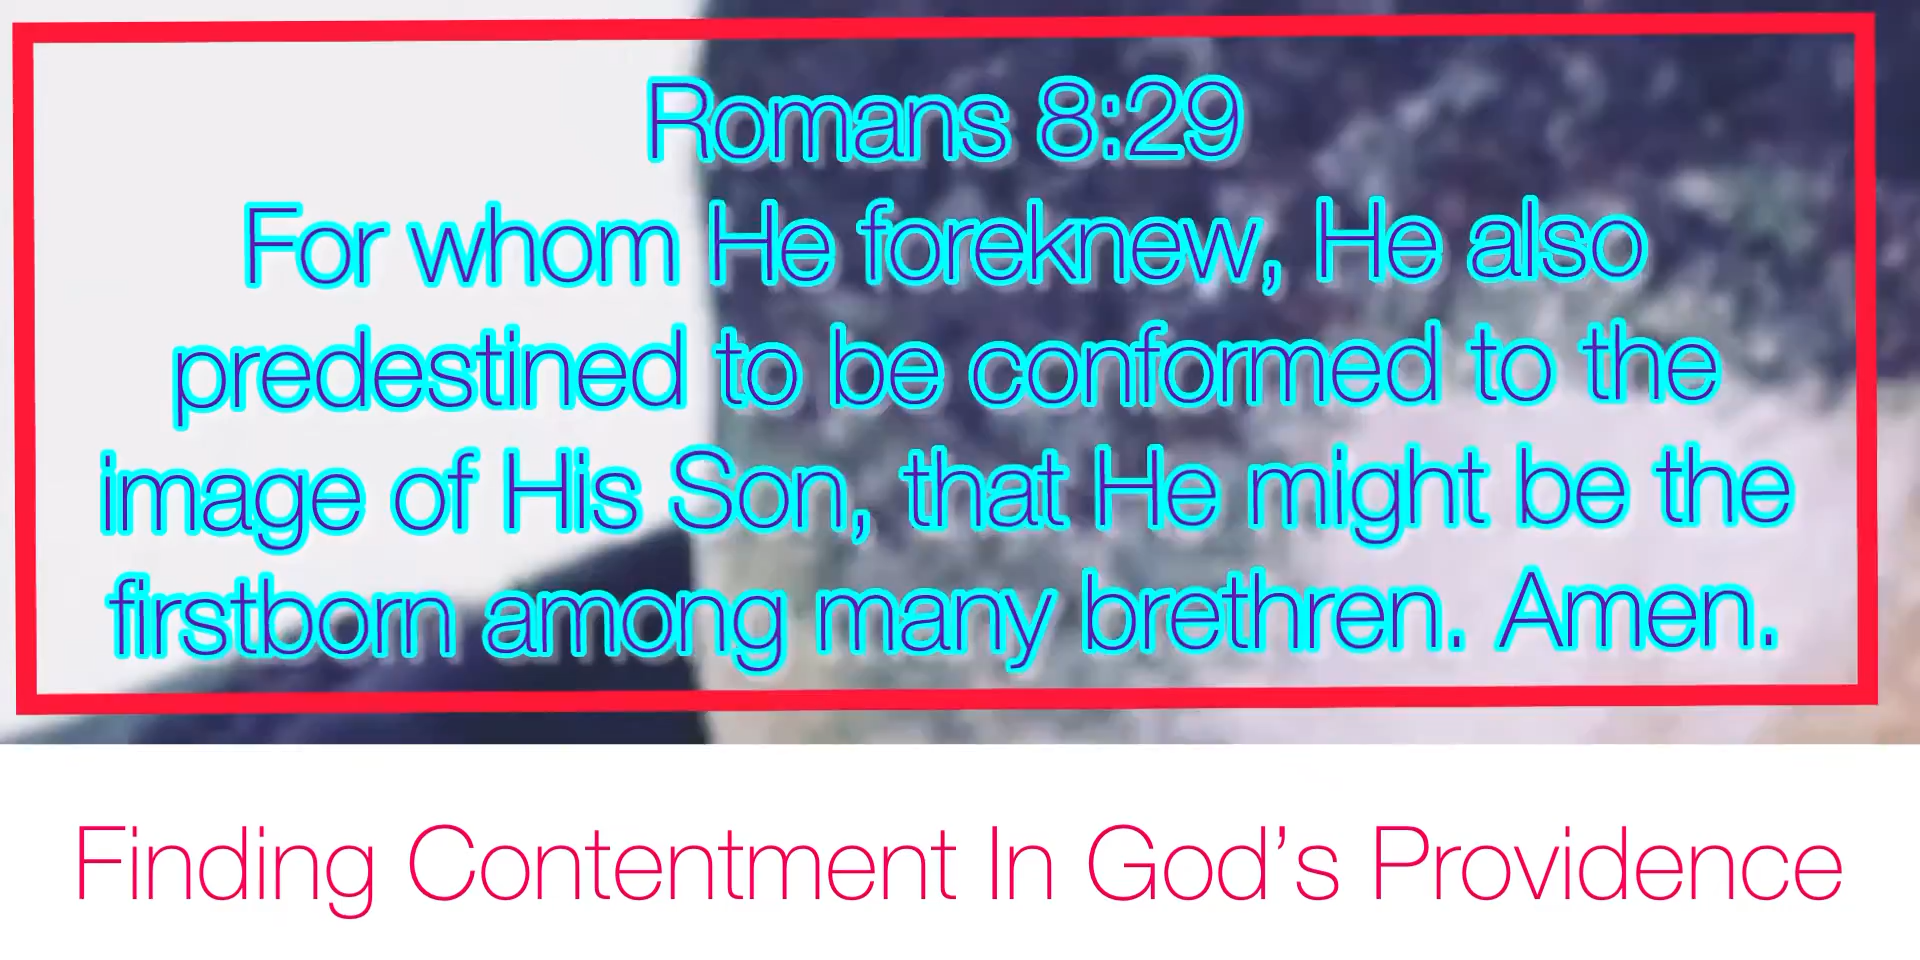 Romans 8:29
For whom He foreknew, He also
predestined to be conformed to the
image of His Son, that He might be the
firstborn among many brethren. Amen.
Finding Contentment In God’s Providence